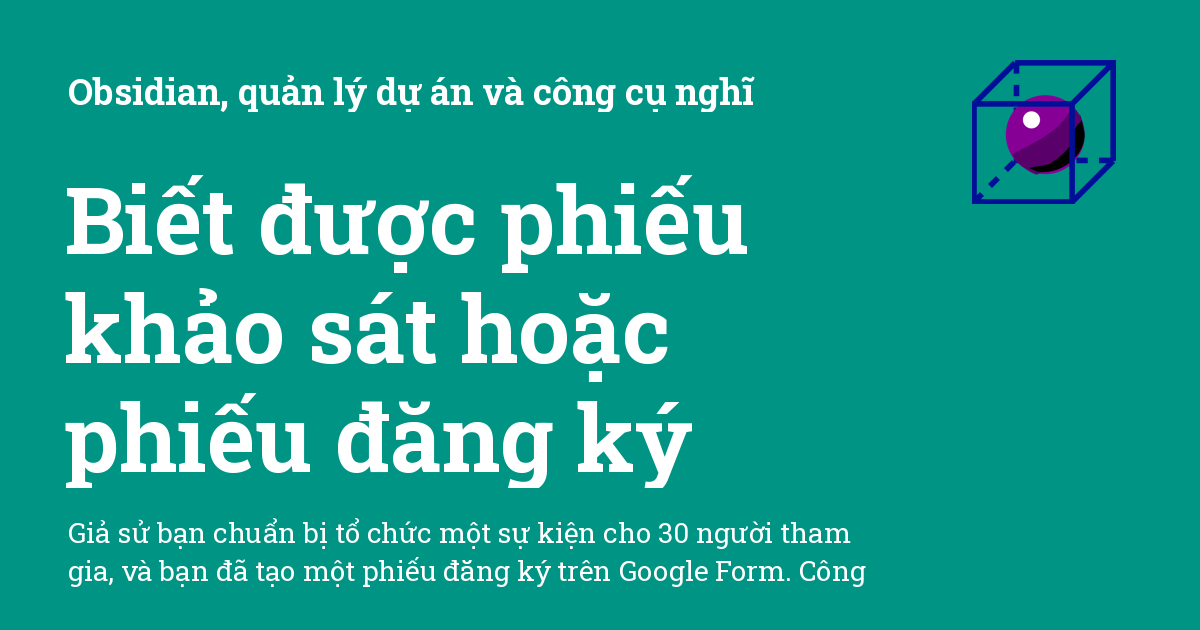 Obsidian, quản lý dự án và công cụ nghĩ
Biết được phiếu
khảo sát hoặc
phiếu đăng ký
Giả sử bạn chuẩn bị tổ chức một sự kiện cho 30 người tham
gia, và bạn đã tạo một phiếu đăng ký trên Google Form. Công